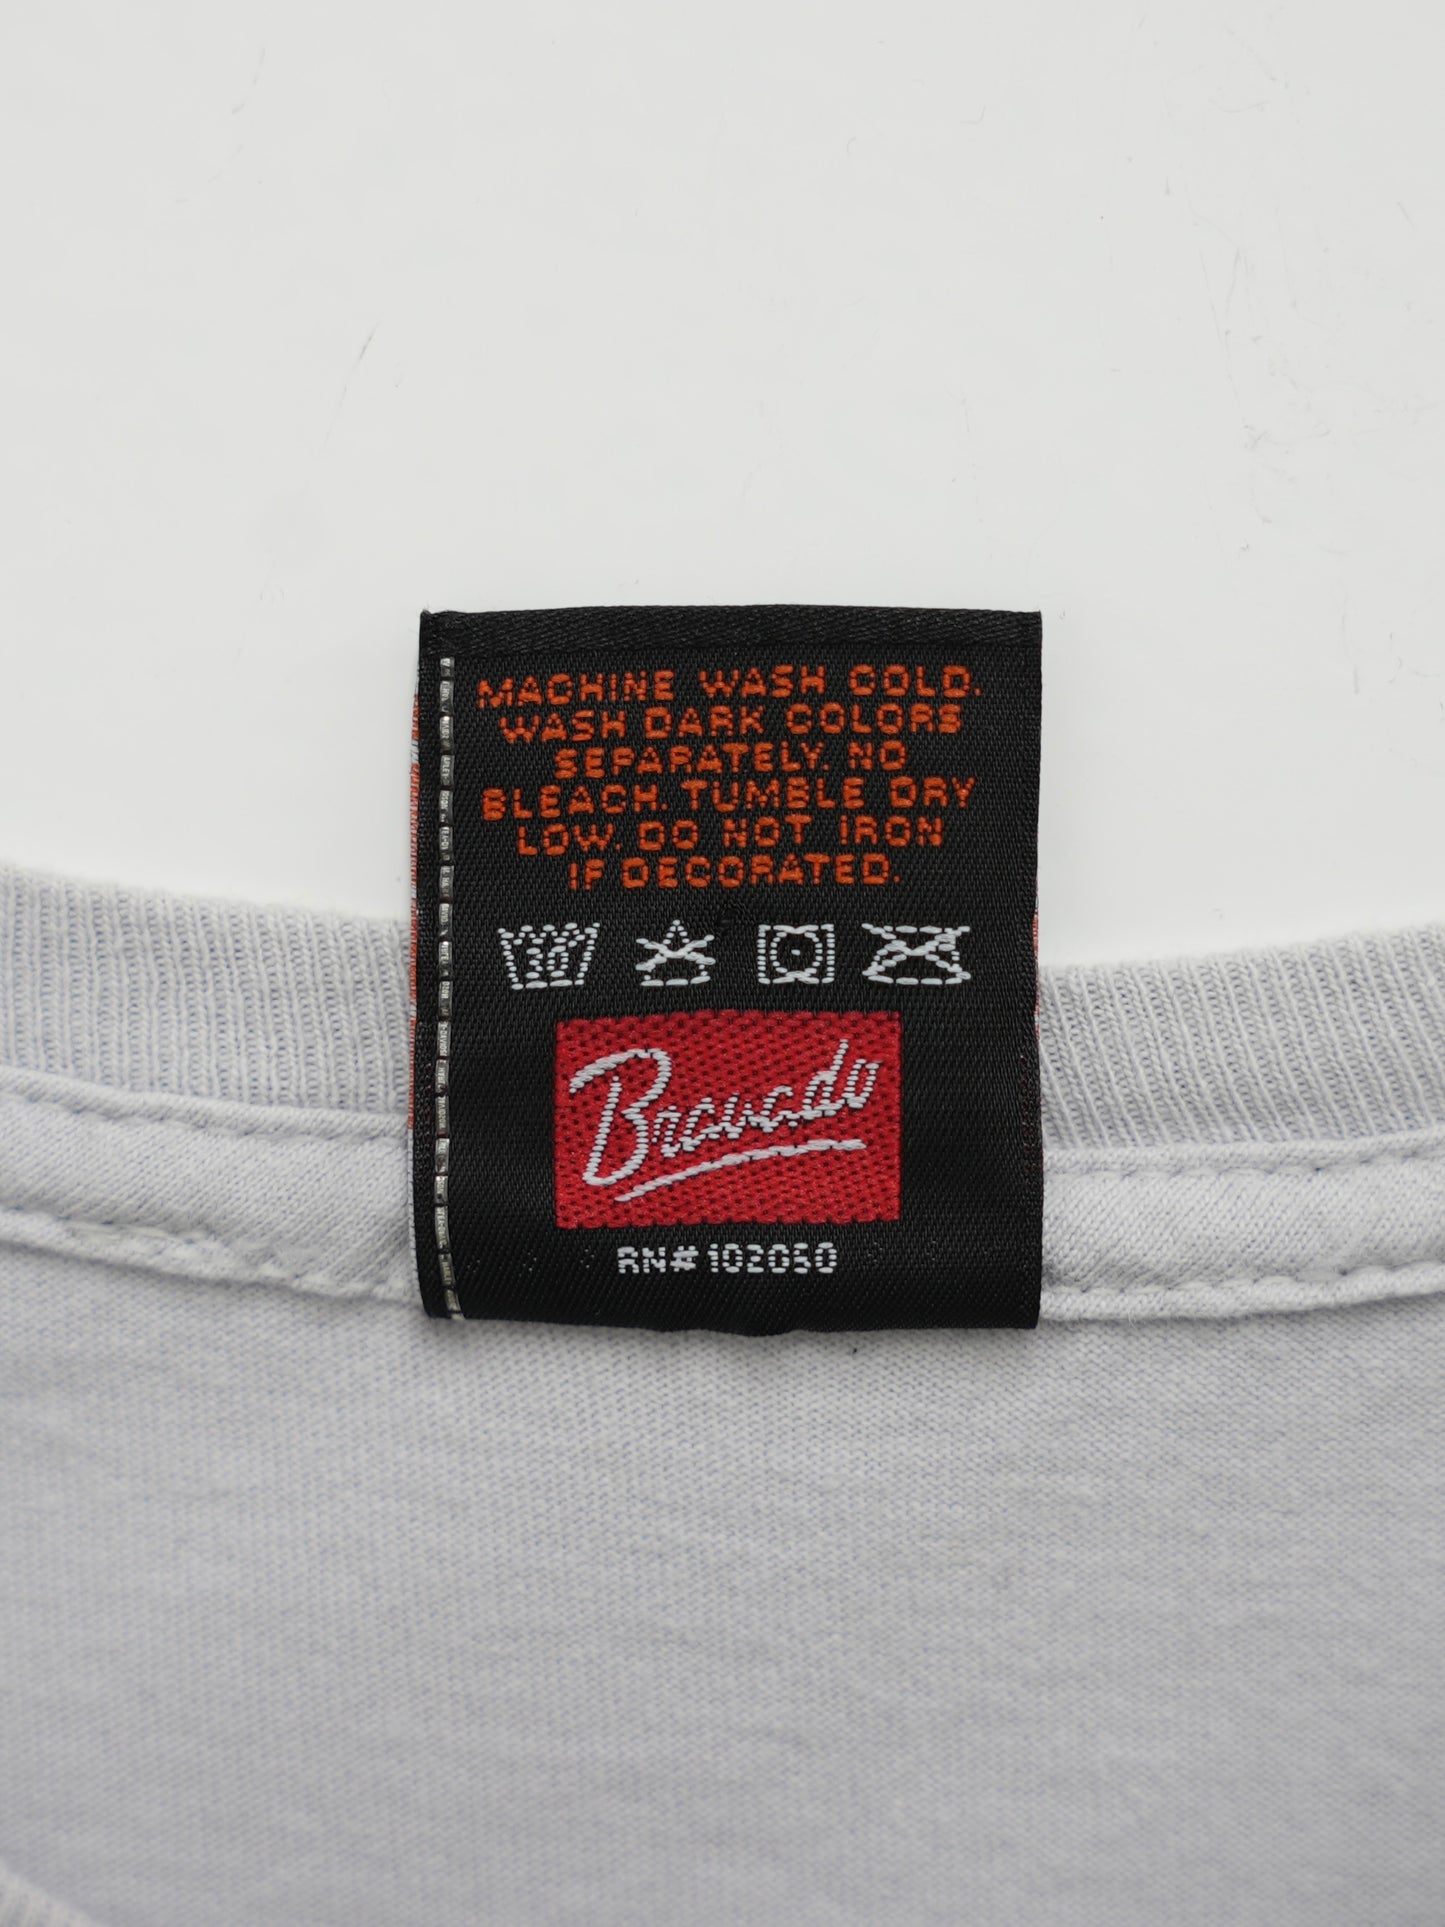 MACHINE WASH COLD.
WASH DARK COLORS
SEPARATELY. NO
BLEACH. TUMBLE DRY
LOW. DO NOT IRON
IF DECORATED.
30
Bravado
RN# 102050